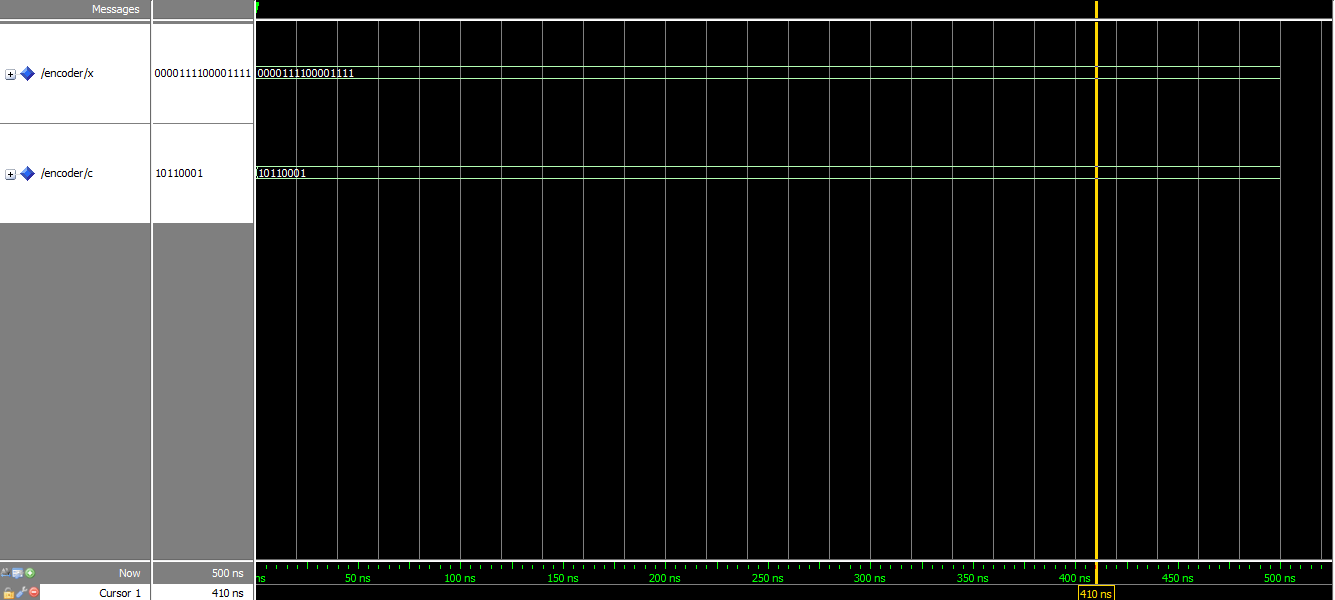 Messages
/encoder/x 0000111100001111 0000111100001111
/encoder/c 10110001 10110001
Now 500 ns ns 50 ns 100 ns 150 ns 200 ns 250 ns 300 ns 350 ns 400 ns 450 ns 500 ns
Cursor 1 410 ns 410 ns